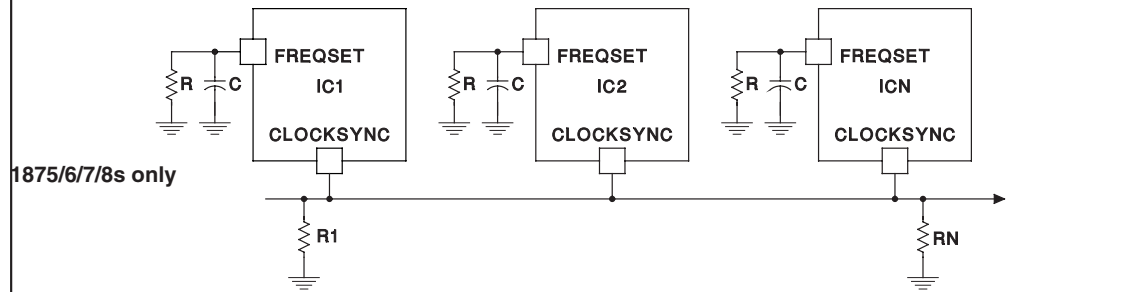 FREQSET
R
C
IC1
CLOCKSYNC
FREQSET
R
C
IC2
CLOCKSYNC
FREQSET
R
C
ICN
CLOCKSYNC
1875/6/7/8s only
R1
RN